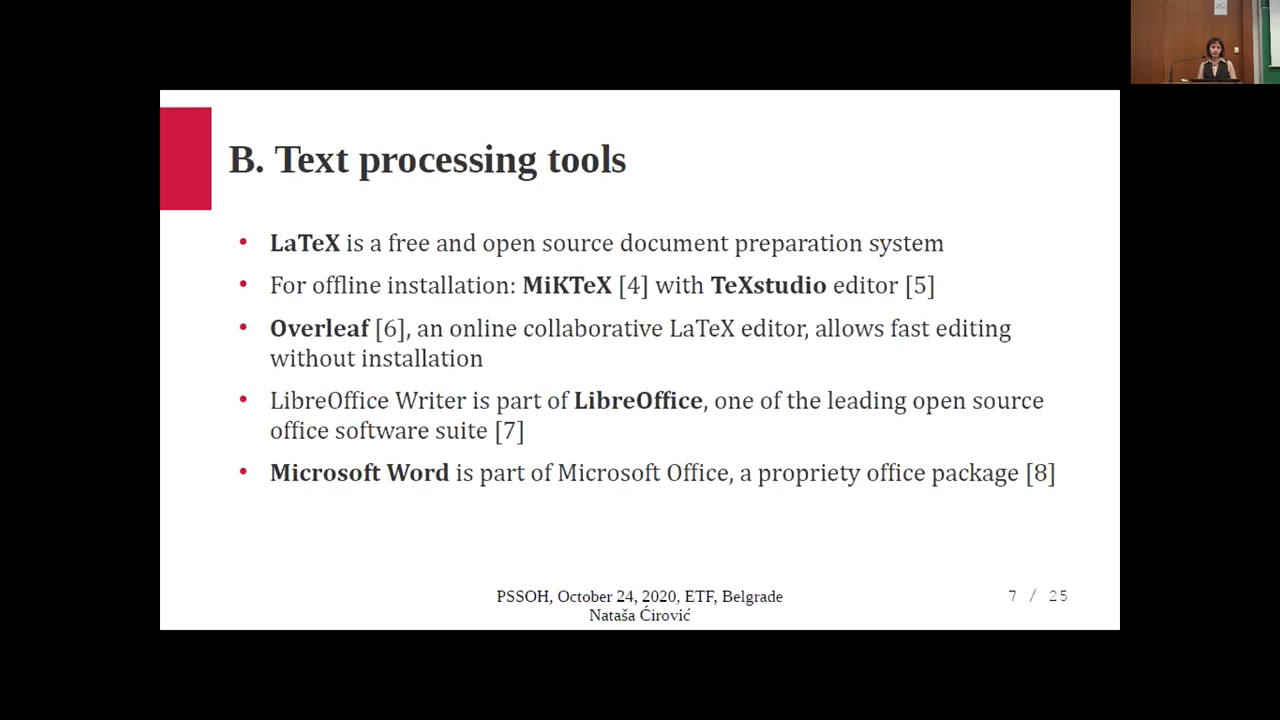 B. Text processing tools
• LaTeX is a free and open source document preparation system
• For offline installation: MiKTeX [4] with TeXstudio editor [5]
• Overleaf [6], an online collaborative LaTeX editor, allows fast editing
without installation
• LibreOffice Writer is part of LibreOffice, one of the leading open source
office software suite [7]
• Microsoft Word is part of Microsoft Office, a propriety office package [8]
PSSOH, October 24, 2020, ETF, Belgrade
Nataša Ćirović
7 / 25